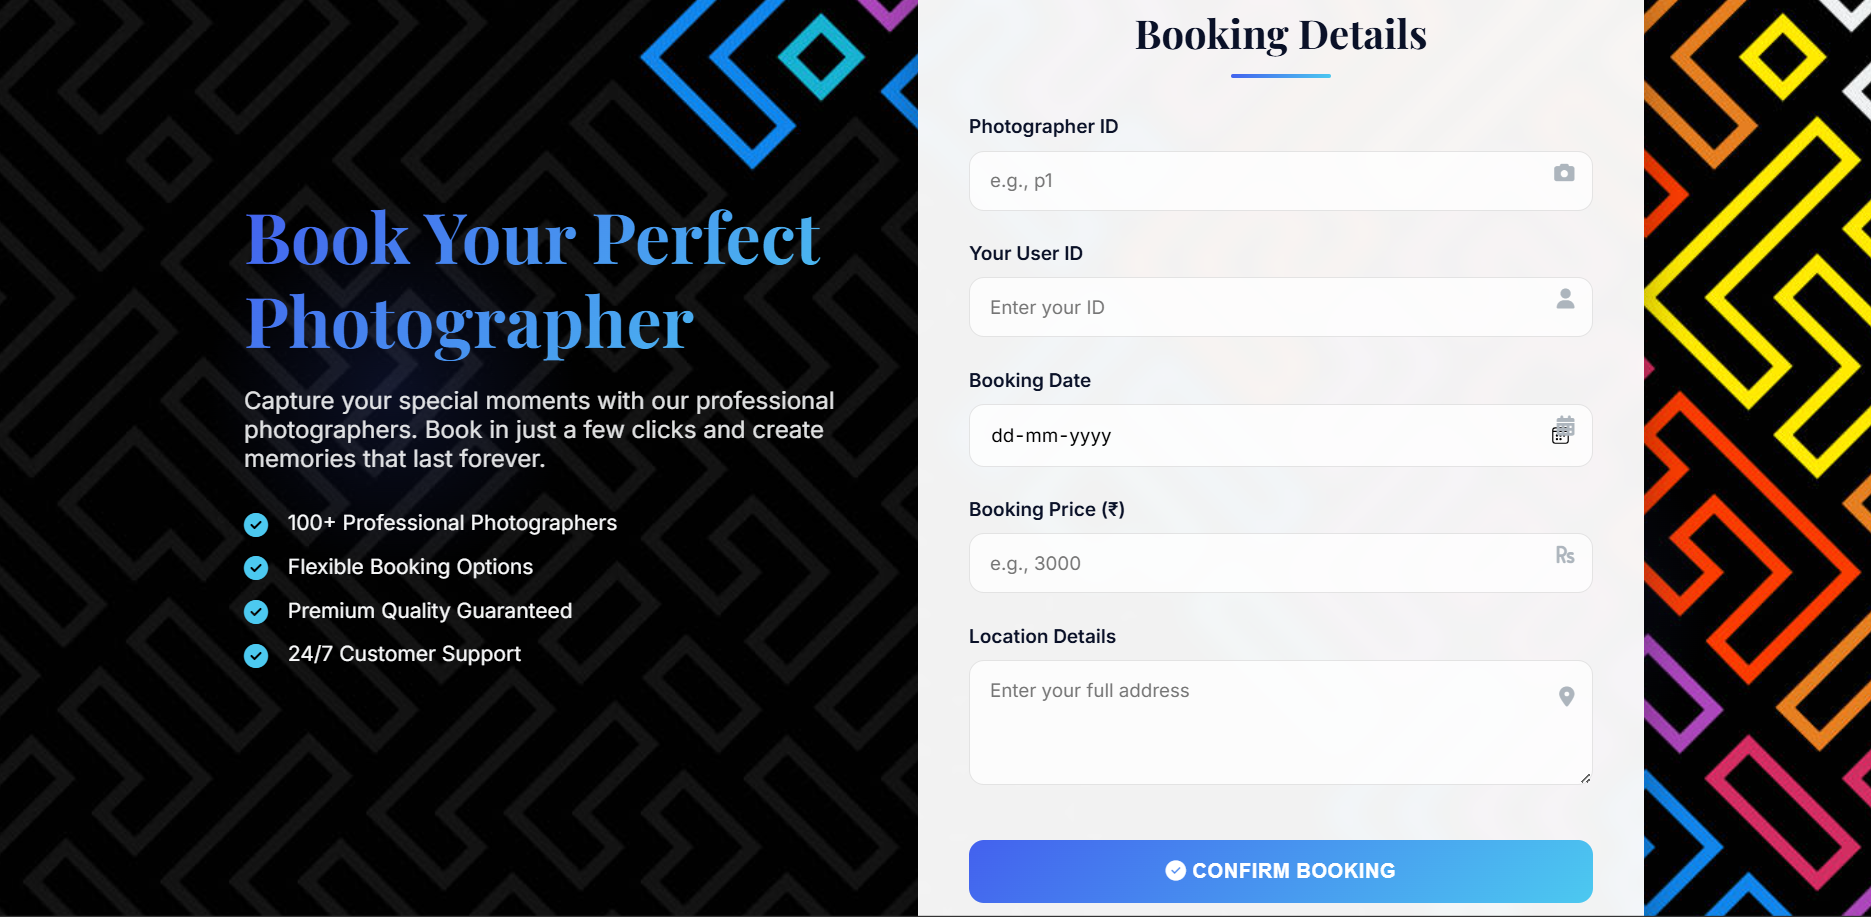 Book Your Perfect
Photographer
Capture your special moments with our professional
photographers. Book in just a few clicks and create
memories that last forever.
100+ Professional Photographers
Flexible Booking Options
Premium Quality Guaranteed
24/7 Customer Support
Booking Details
Photographer ID
e.g., p1
Your User ID
Enter your ID
Booking Date
dd-mm-yyyy
Booking Price (₹)
e.g., 3000
Rs
Location Details
Enter your full address
CONFIRM BOOKING